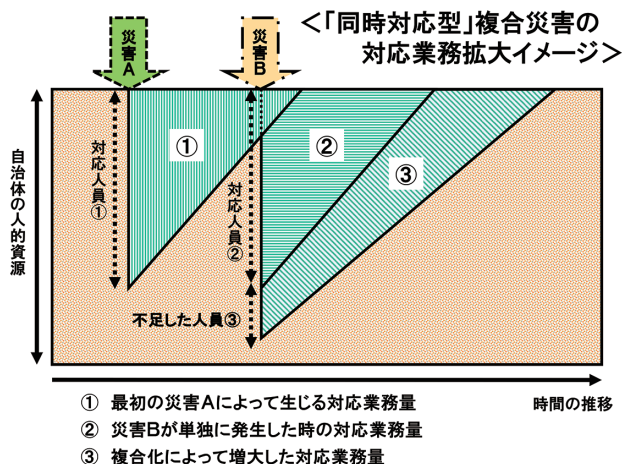 ＜「同時対応型」複合災害の
対応業務拡大イメージ＞
災害A
災害B
自治体の人的資源
対応人員①
対応人員②
不足した人員③
①
②
③
時間の推移
① 最初の災害Aによって生じる対応業務量
② 災害Bが単独に発生した時の対応業務量
③ 複合化によって増大した対応業務量